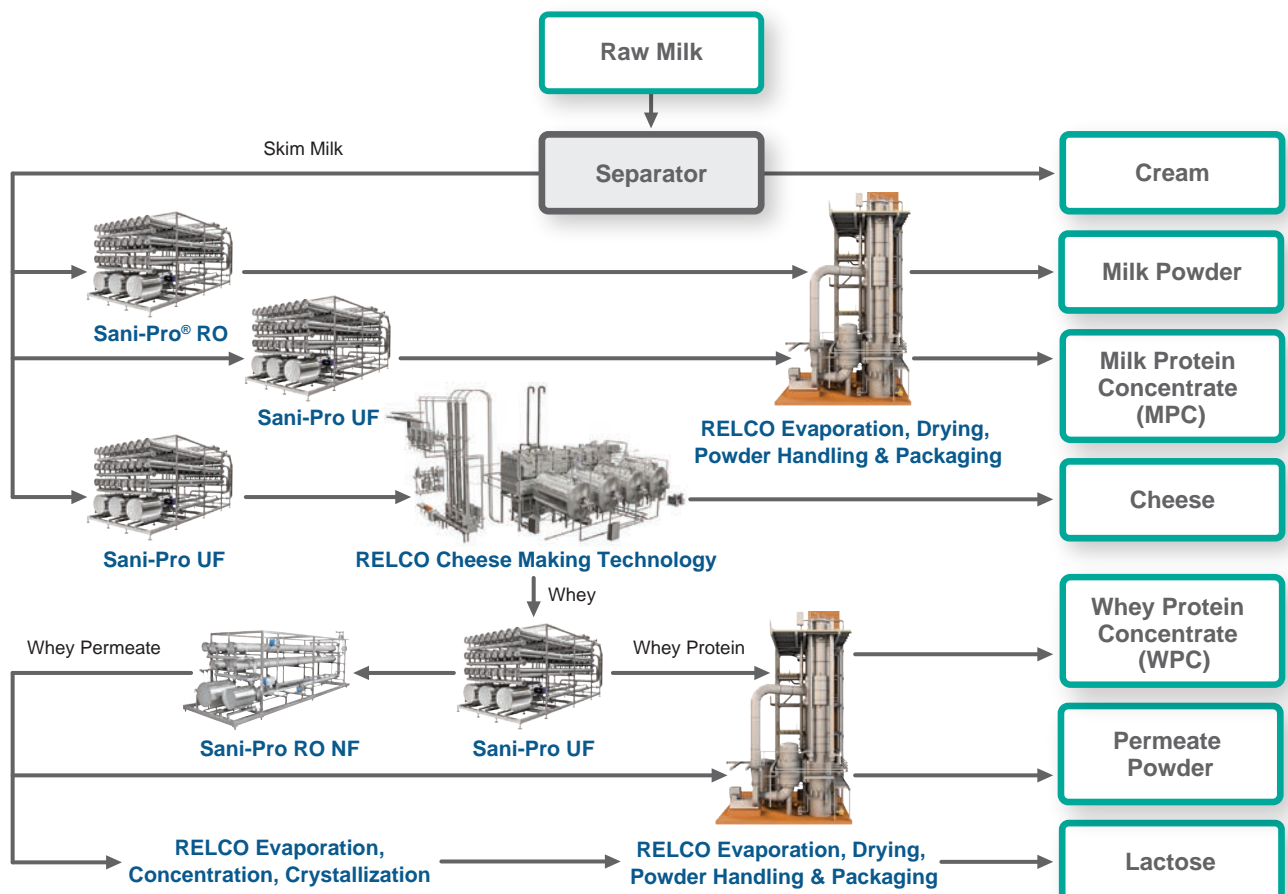 Raw Milk
Skim Milk
Separator
Cream
Milk Powder
Sani-Pro® RO
Milk Protein
Concentrate
(MPC)
Sani-Pro UF
RELCO Evaporation, Drying,
Powder Handling & Packaging
Cheese
Sani-Pro UF
RELCO Cheese Making Technology
Whey
Whey Protein
Concentrate
(WPC)
Whey Permeate
Whey Protein
Sani-Pro RO NF
Sani-Pro UF
Permeate
Powder
RELCO Evaporation,
Concentration, Crystallization
RELCO Evaporation, Drying,
Powder Handling & Packaging
Lactose